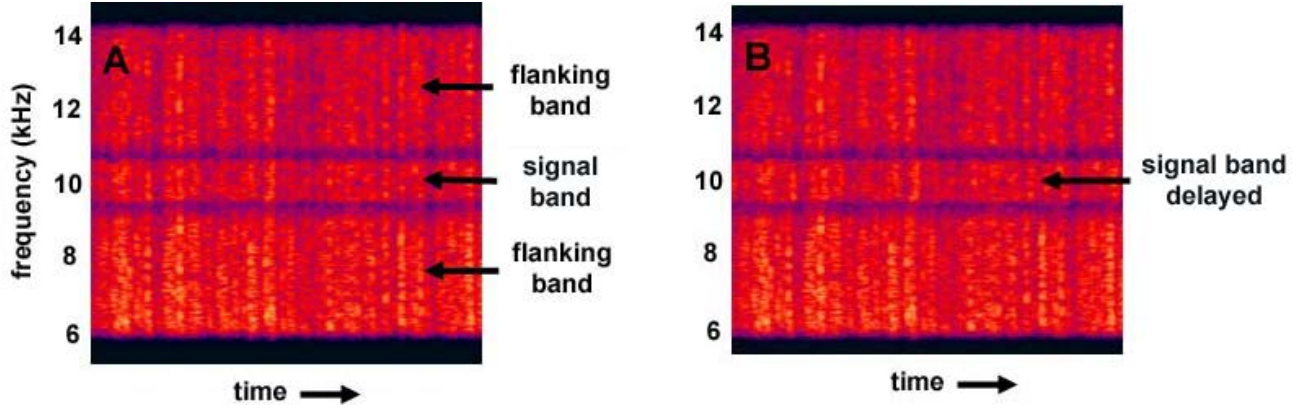 A
frequency (kHz)
14
12
10
8
6
flanking
band
signal
band
flanking
band
time
B
14
12
10
8
6
signal band
delayed
time